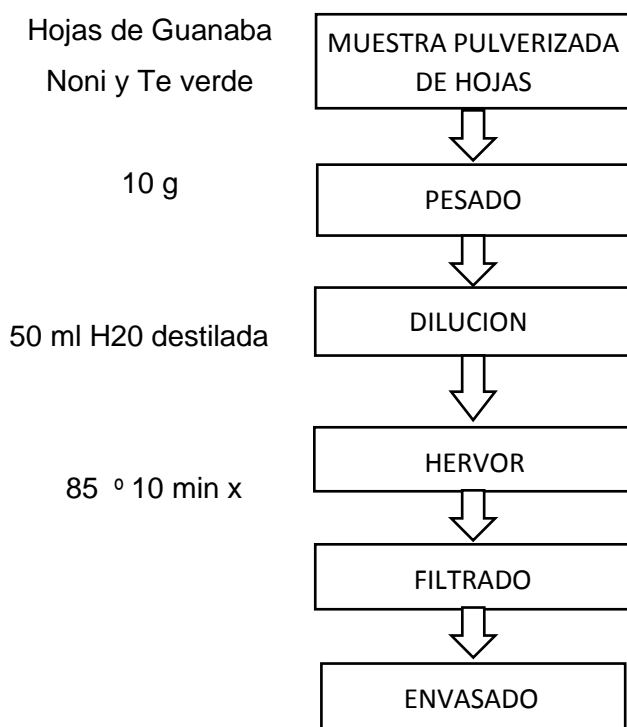 Hojas de Guanaba
Noni y Te verde
MUESTRA PULVERIZADA
DE HOJAS
10 g
PESADO
50 ml H20 destilada
DILUCION
85 º 10 min x
HERVOR
FILTRADO
ENVASADO